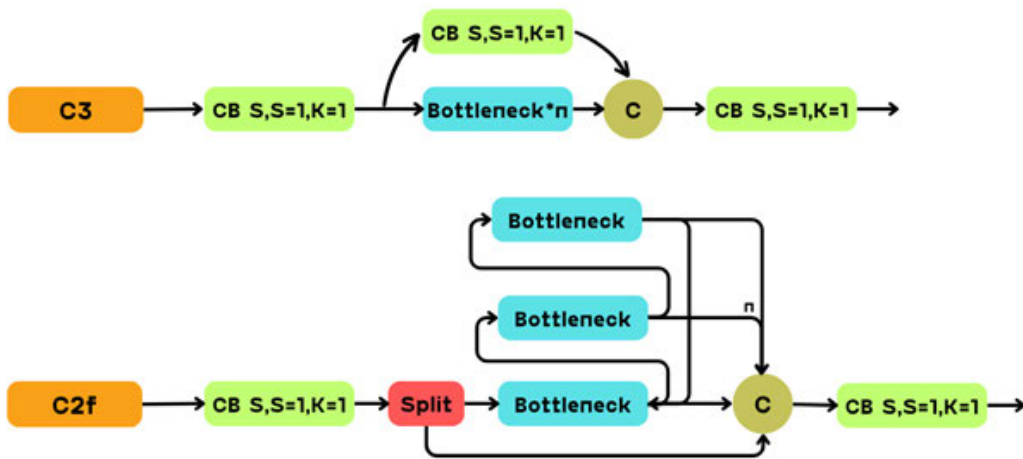 CB S,S=1,K=1
C3
CB S,S=1,K=1
Bottleneck*n
C
CB S,S=1,K=1
Bottleneck
Bottleneck
n
C2f
CB S,S=1,K=1
Split
Bottleneck
C
CB S,S=1,K=1